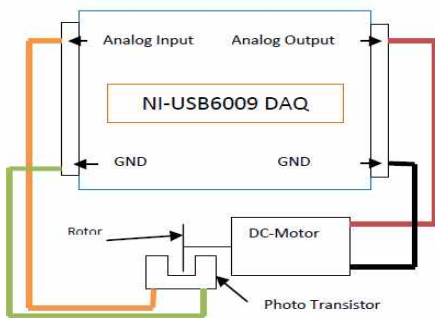 Analog Input Analog Output
NI-USB6009 DAQ
GND GND
Rotor DC-Motor
Photo Transistor